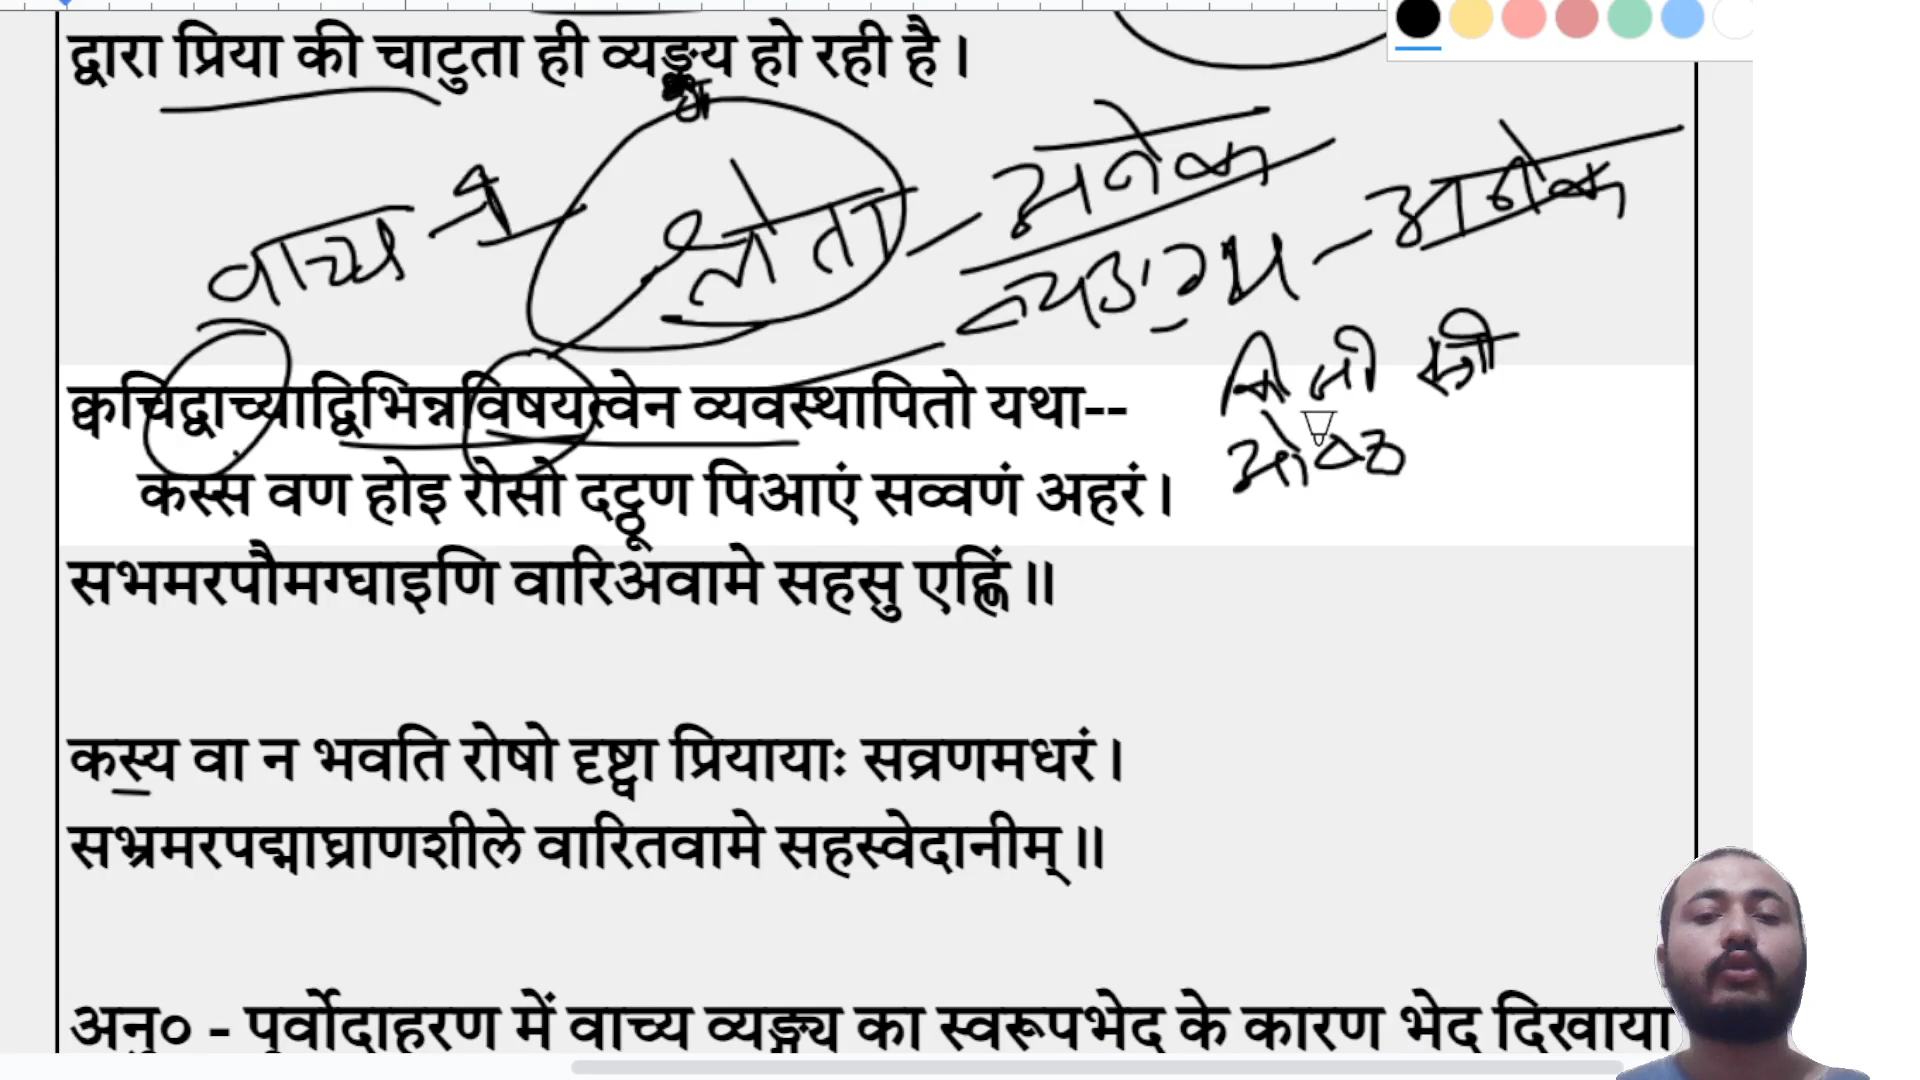 द्वारा प्रिया की चाटुता ही व्यङ्ग्य हो रही है ।
वाच्य - श्रोता - अनेक
व्यङ्ग्य - अनेक
स्त्री
ओष्ठ
क्वचिद्वाच्याद्विभिन्नविषयत्वेन व्यवस्थापितो यथा--
कस्स वण होइ रोसो दट्ठूण पिआएं सव्वणं अहरं ।
सभमरपौमग्घाइणि वारिअवामे सहसु एह्णिं ॥
कस्य वा न भवति रोषो दृष्ट्वा प्रियायाः सव्रणमधरं ।
सभ्रमरपद्माघ्राणशीले वारितवामे सहस्वेदानीम् ॥
अनु० - पूर्वोदाहरण में वाच्य व्यङ्ग्य का स्वरूपभेद के कारण भेद दिखाया